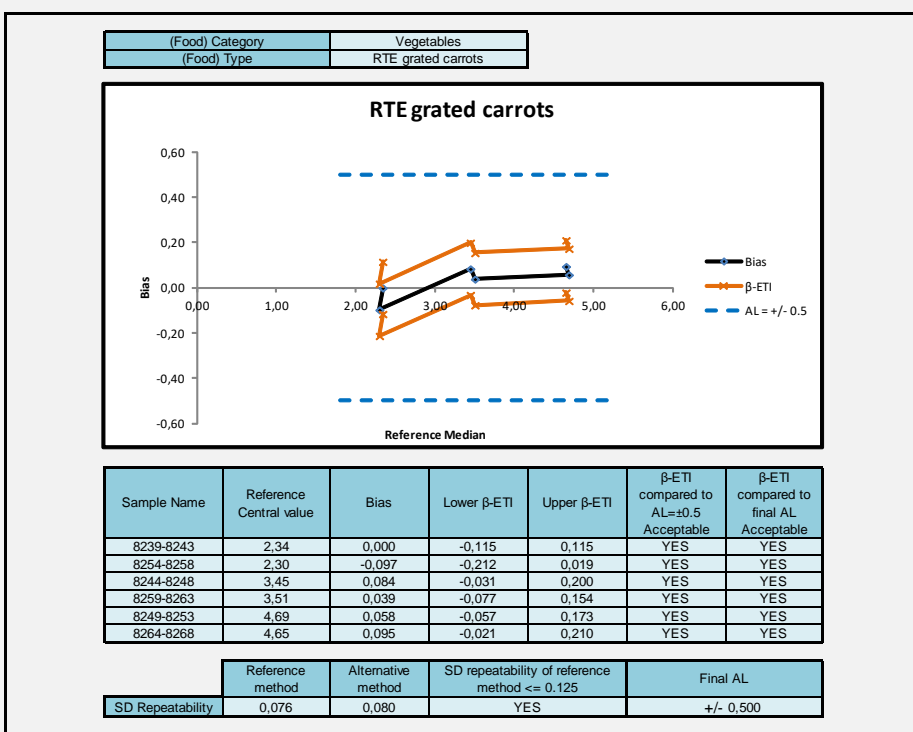 (Food) Category Vegetables
(Food) Type RTE grated carrots
RTE grated carrots
0,60
0,40
0,20
0,00
-0,20
-0,40
-0,60
0,00 1,00 2,00 3,00 4,00 5,00 6,00
Bias
Reference Median
Bias
β-ETI
AL = +/- 0.5
Sample Name Reference Central value Bias Lower β-ETI Upper β-ETI β-ETI compared to AL=±0.5 Acceptable β-ETI compared to final AL Acceptable
8239-8243 2,34 0,000 -0,115 0,115 YES YES
8254-8258 2,30 -0,097 -0,212 0,019 YES YES
8244-8248 3,45 0,084 -0,031 0,200 YES YES
8259-8263 3,51 0,039 -0,077 0,154 YES YES
8249-8253 4,69 0,058 -0,057 0,173 YES YES
8264-8268 4,65 0,095 -0,021 0,210 YES YES
Reference method Alternative method SD repeatability of reference method <= 0.125 Final AL
SD Repeatability 0,076 0,080 YES +/- 0,500